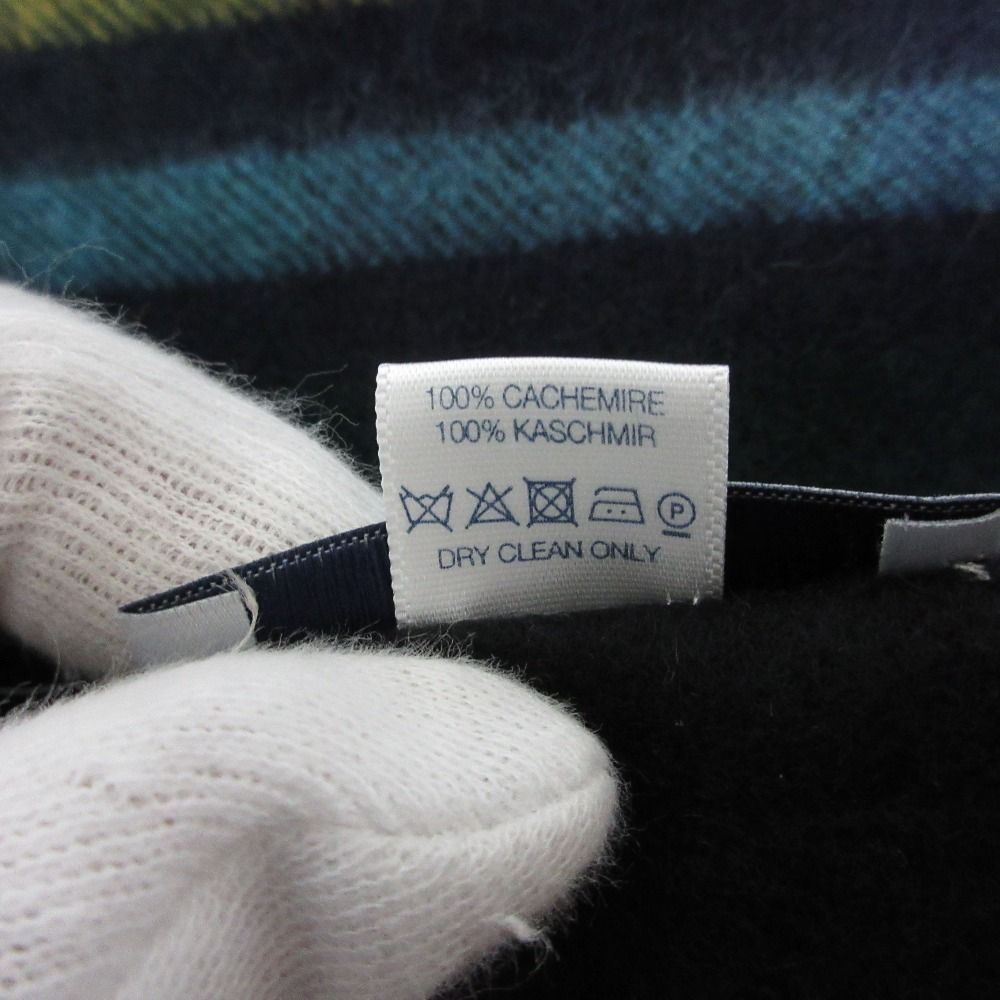 100% CACHEMIRE
100% KASCHMIR
P
DRY CLEAN ONLY